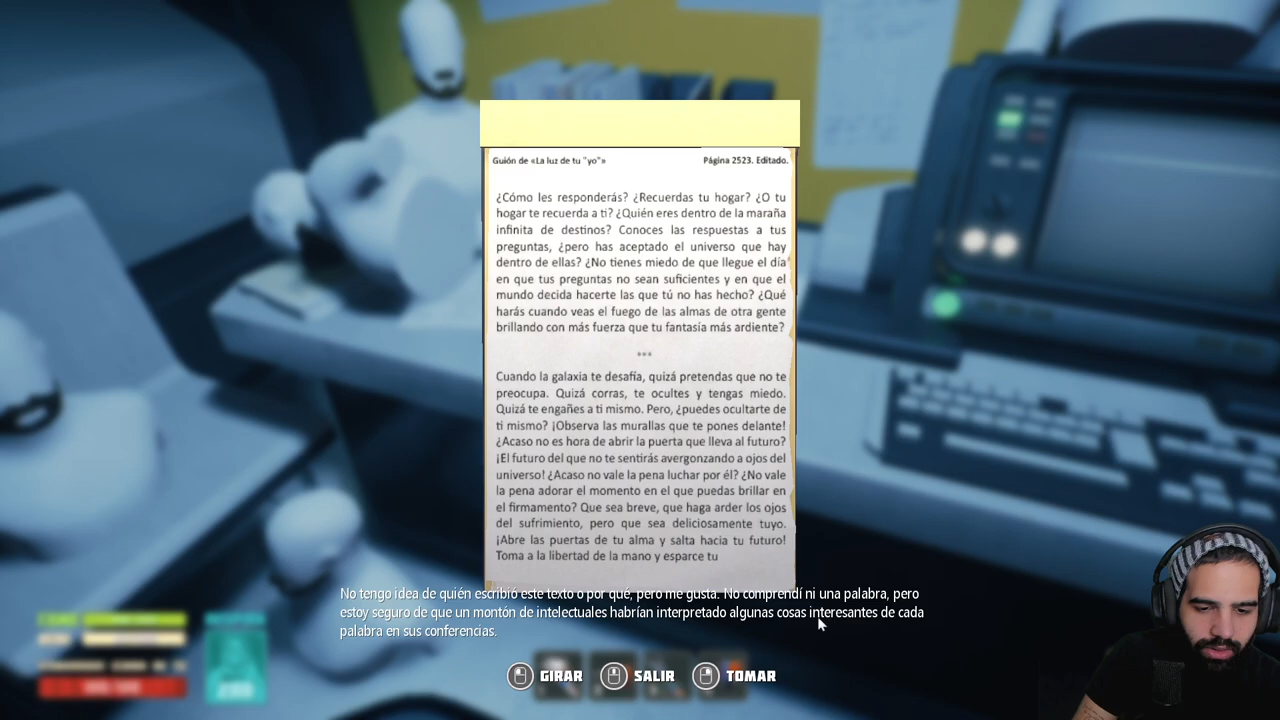 Guión de «La luz de tu "yo"»
Página 2523. Editado.
¿Cómo les responderás? ¿Recuerdas tu hogar? ¿O tu
hogar te recuerda a ti? ¿Quién eres dentro de la maraña
infinita de destinos? Conoces las respuestas a tus
preguntas, ¿pero has aceptado el universo que hay
dentro de ellas? ¿No tienes miedo de que llegue el día
en que tus preguntas no sean suficientes y en que el
mundo decida hacerte las que tú no has hecho? ¿Qué
harás cuando veas el fuego de las almas de otra gente
brillando con más fuerza que tu fantasía más ardiente?
***
Cuando la galaxia te desafía, quizá pretendas que no te
preocupa. Quizá corras, te ocultes y tengas miedo.
Quizá te engañes a ti mismo. Pero, ¿puedes ocultarte de
ti mismo? ¡Observa las murallas que te pones delante!
¿Acaso no es hora de abrir la puerta que lleva al futuro?
¡El futuro del que no te sentirás avergonzando a ojos del
universo! ¿Acaso no vale la pena luchar por él? ¿No vale
la pena adorar el momento en el que puedas brillar en
el firmamento? Que sea breve, que haga arder los ojos
del sufrimiento, pero que sea deliciosamente tuyo.
¡Abre las puertas de tu alma y salta hacia tu futuro!
Toma a la libertad de la mano y esparce tu
No tengo idea de quién escribió este texto o por qué, pero me gusta. No comprendí ni una palabra, pero
estoy seguro de que un montón de intelectuales habrían interpretado algunas cosas interesantes de cada
palabra en sus conferencias.
GIRAR SALIR TOMAR